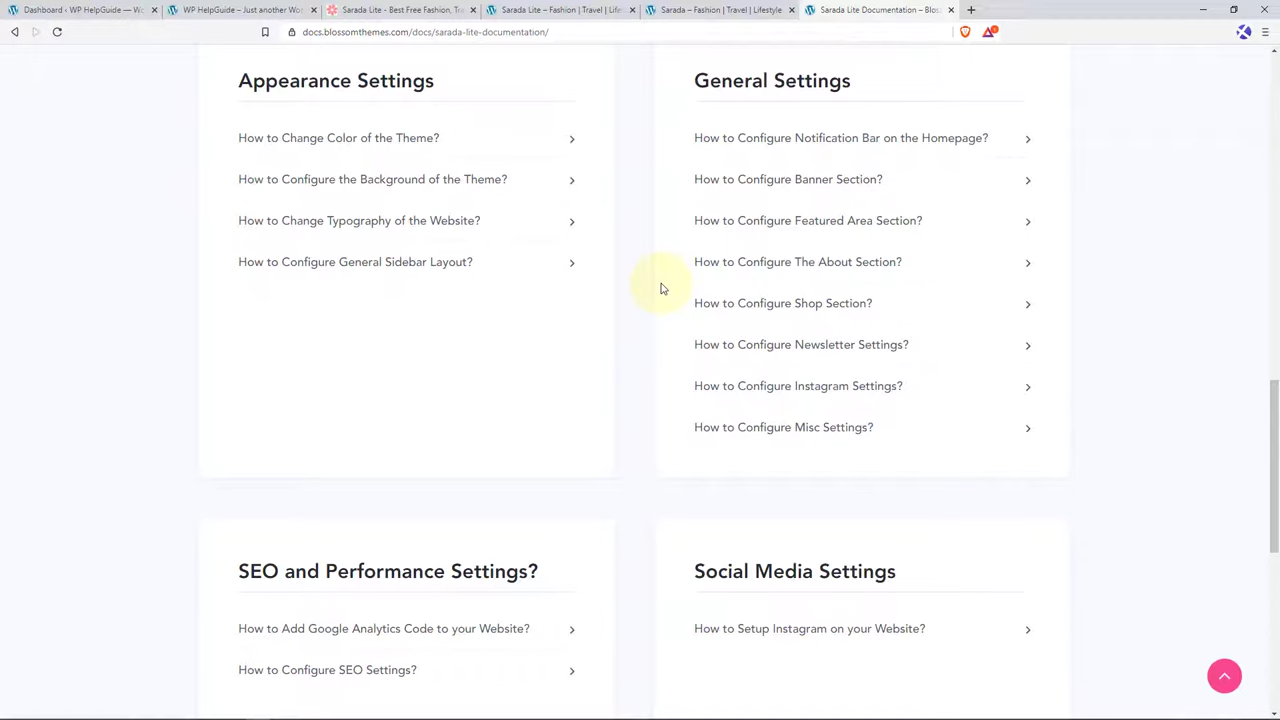 Dashboard ‹ WP HelpGuide — Wo
WP HelpGuide – Just another Wo
Sarada Lite - Best Free Fashion, Tra
Sarada Lite – Fashion | Travel | Life
Sarada – Fashion | Travel | Lifestyle
Sarada Lite Documentation – Blos
docs.blossomthemes.com/docs/sarada-lite-documentation/
Appearance Settings
How to Change Color of the Theme?
How to Configure the Background of the Theme?
How to Change Typography of the Website?
How to Configure General Sidebar Layout?
General Settings
How to Configure Notification Bar on the Homepage?
How to Configure Banner Section?
How to Configure Featured Area Section?
How to Configure The About Section?
How to Configure Shop Section?
How to Configure Newsletter Settings?
How to Configure Instagram Settings?
How to Configure Misc Settings?
SEO and Performance Settings?
How to Add Google Analytics Code to your Website?
How to Configure SEO Settings?
Social Media Settings
How to Setup Instagram on your Website?